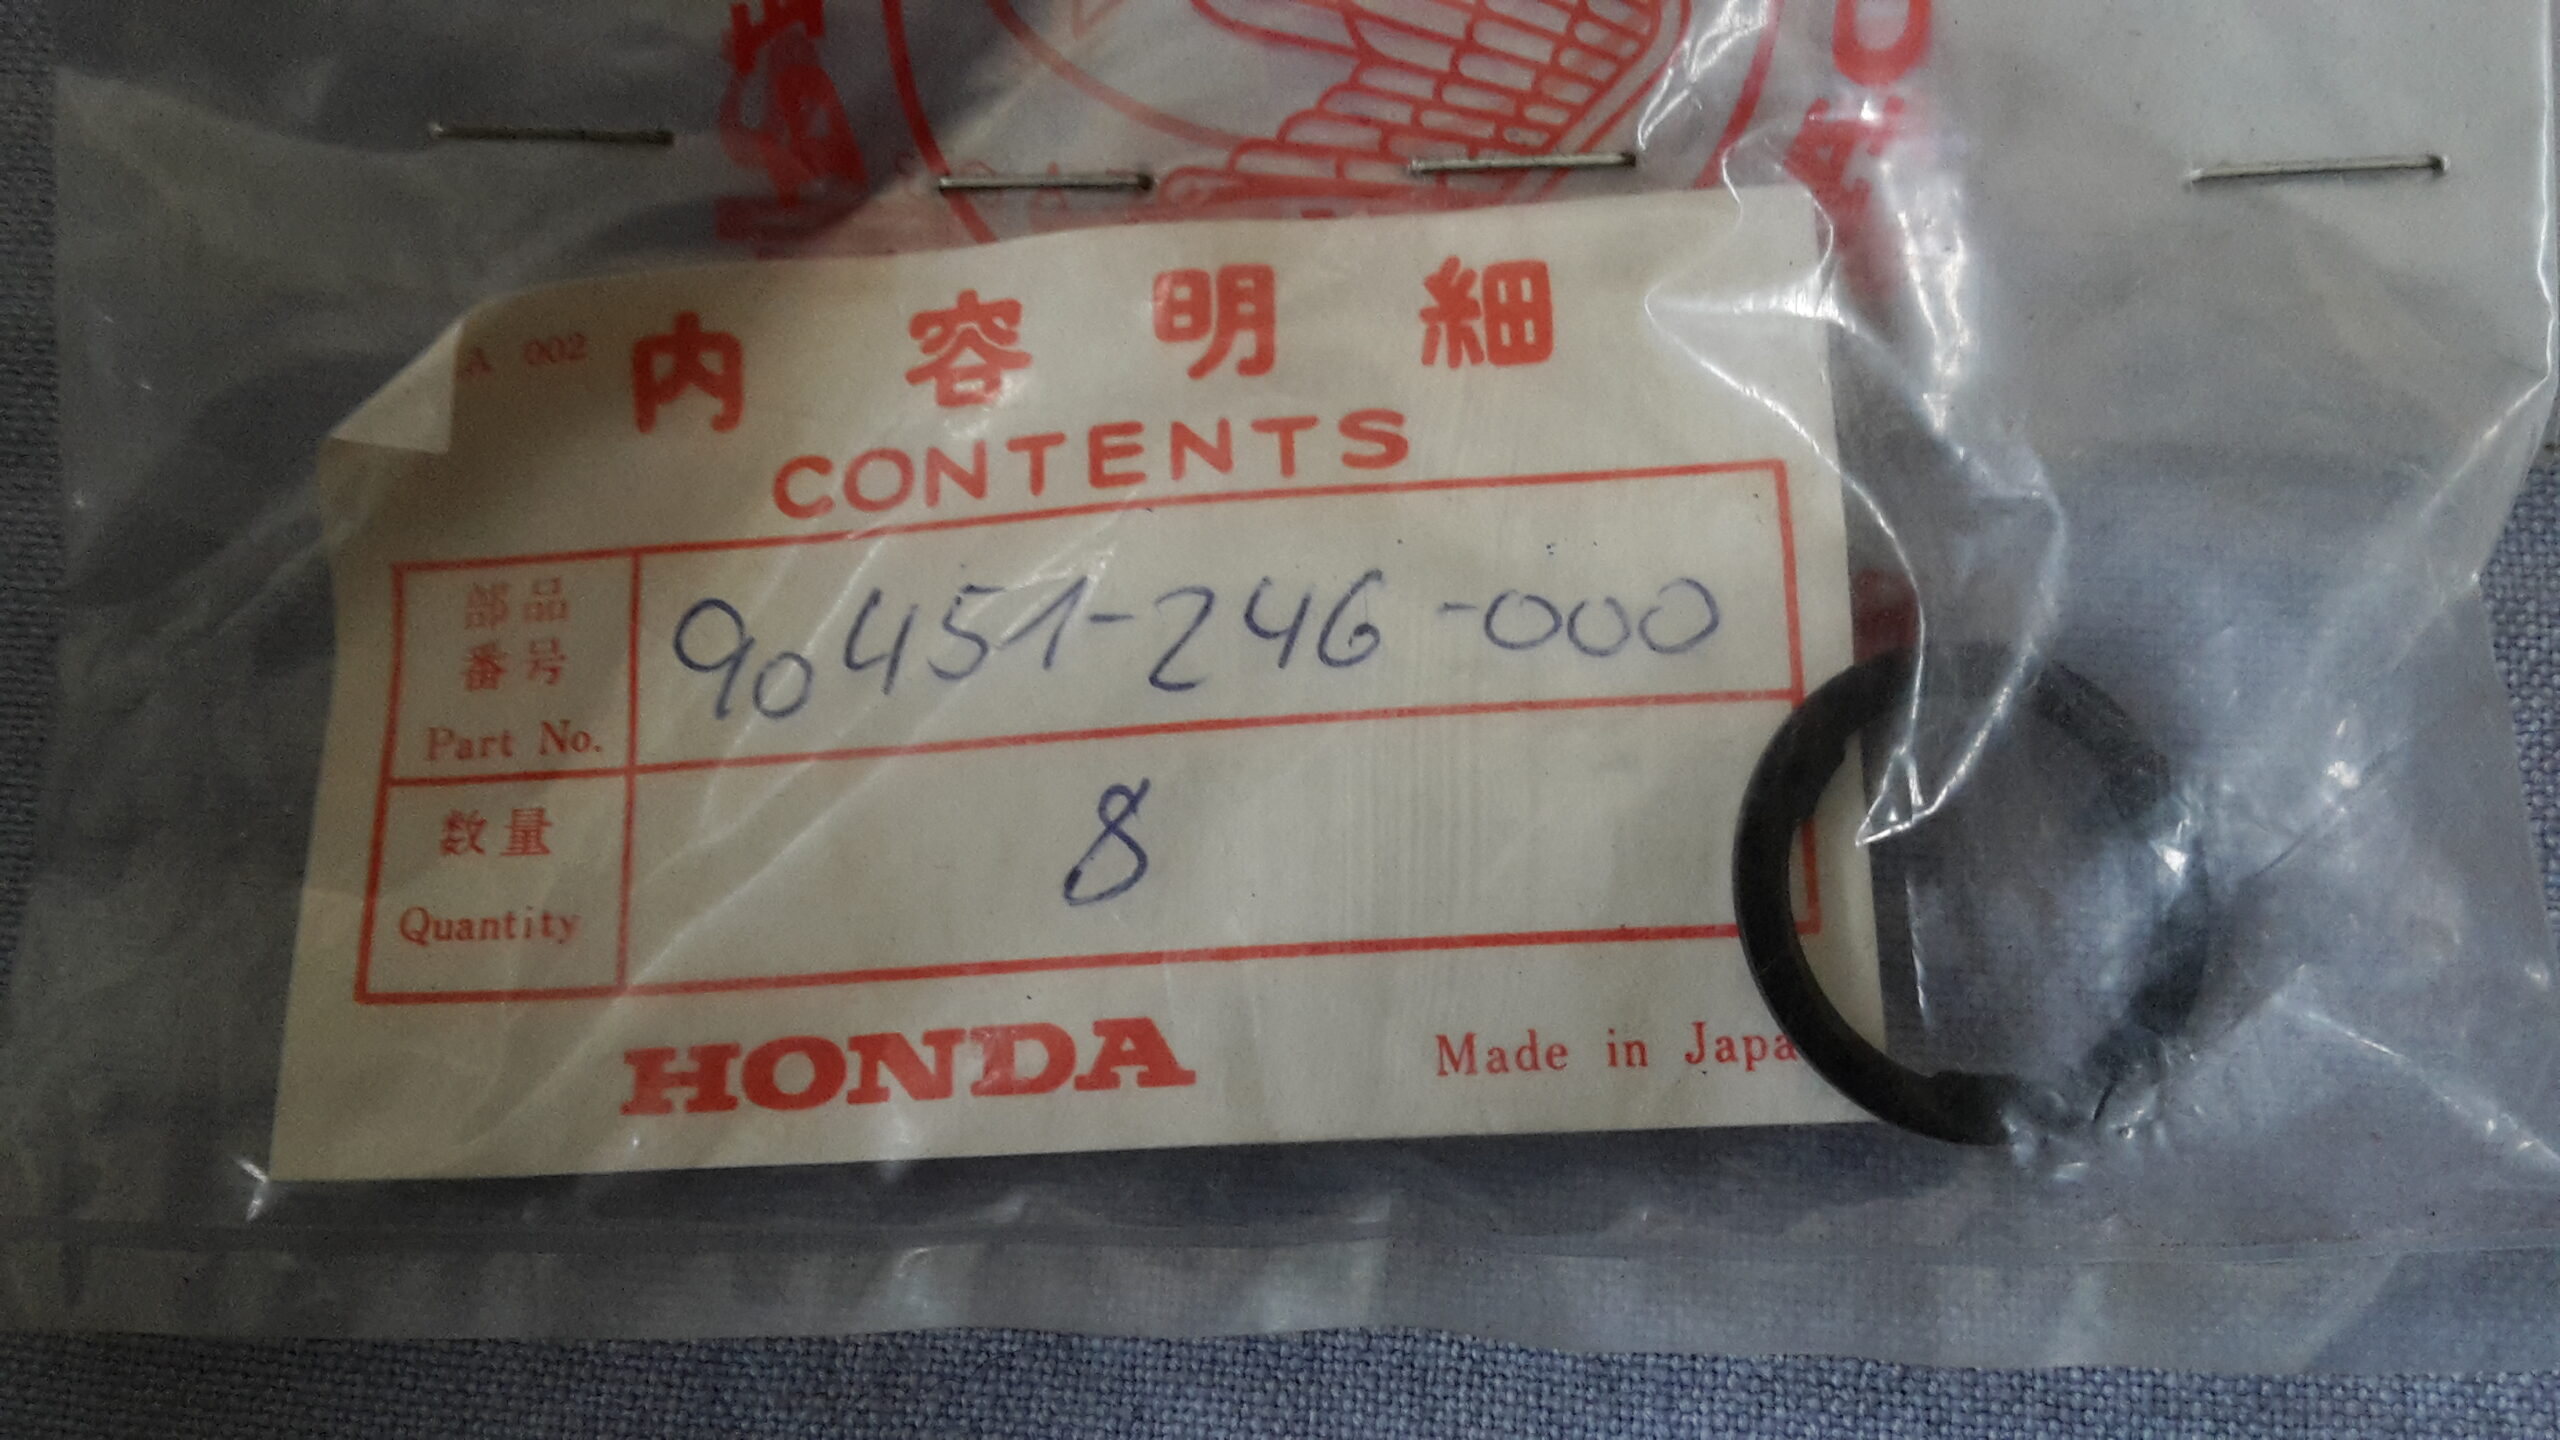 A 002
内容明細
CONTENTS
部品
番号
Part No.
90451-246-000
数量
Quantity
8
HONDA
Made in Japa